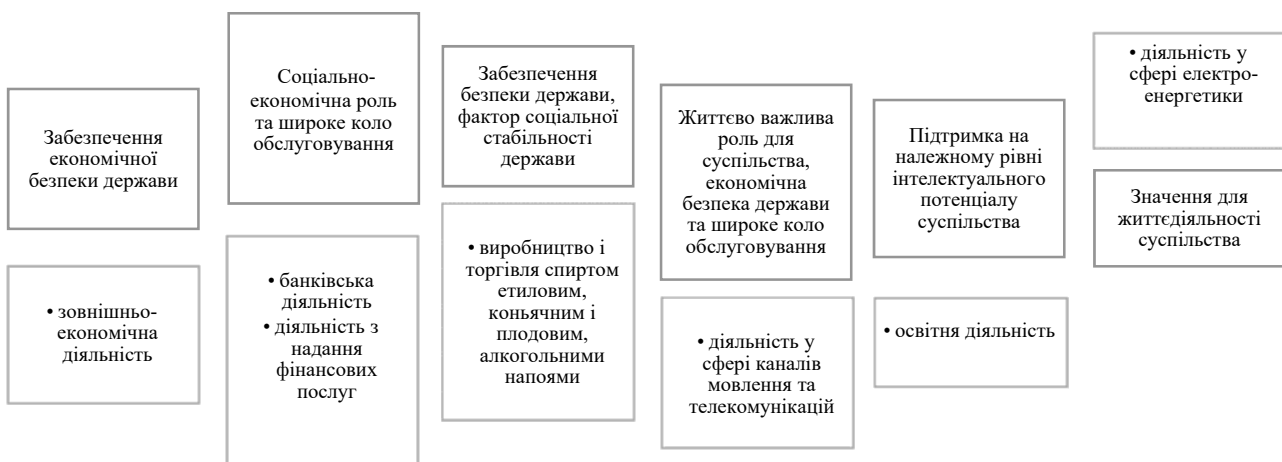 Забезпечення
економічної
безпеки держави
• зовнішньо-
економічна
діяльність
Соціально-
економічна роль
та широке коло
обслуговування
• банківська
діяльність
• діяльність з
надання
фінансових
послуг
Забезпечення
безпеки держави,
фактор соціальної
стабільності
держави
• виробництво і
торгівля спиртом
етиловим,
коньячним і
плодовим,
алкогольними
напоями
Життєво важлива
роль для
суспільства,
економічна
безпека держави
та широке коло
обслуговування
• діяльність у
сфері каналів
мовлення та
телекомунікацій
Підтримка на
належному рівні
інтелектуального
потенціалу
суспільства
• освітня діяльність
• діяльність у
сфері електро-
енергетики
Значення для
життєдіяльності
суспільства